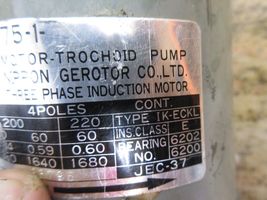 75-1-
MOTOR-TROCHOID PUMP
NIPPON GEROTOR CO., LTD.
PHASE INDUCTION MOTOR
4POLES CONT.
200 220 TYPE IK-ECKL
60 60 INS.CLASS E
0.59 0.60 BEARING 6202
1640 1680 NO. 6200
JEC-37